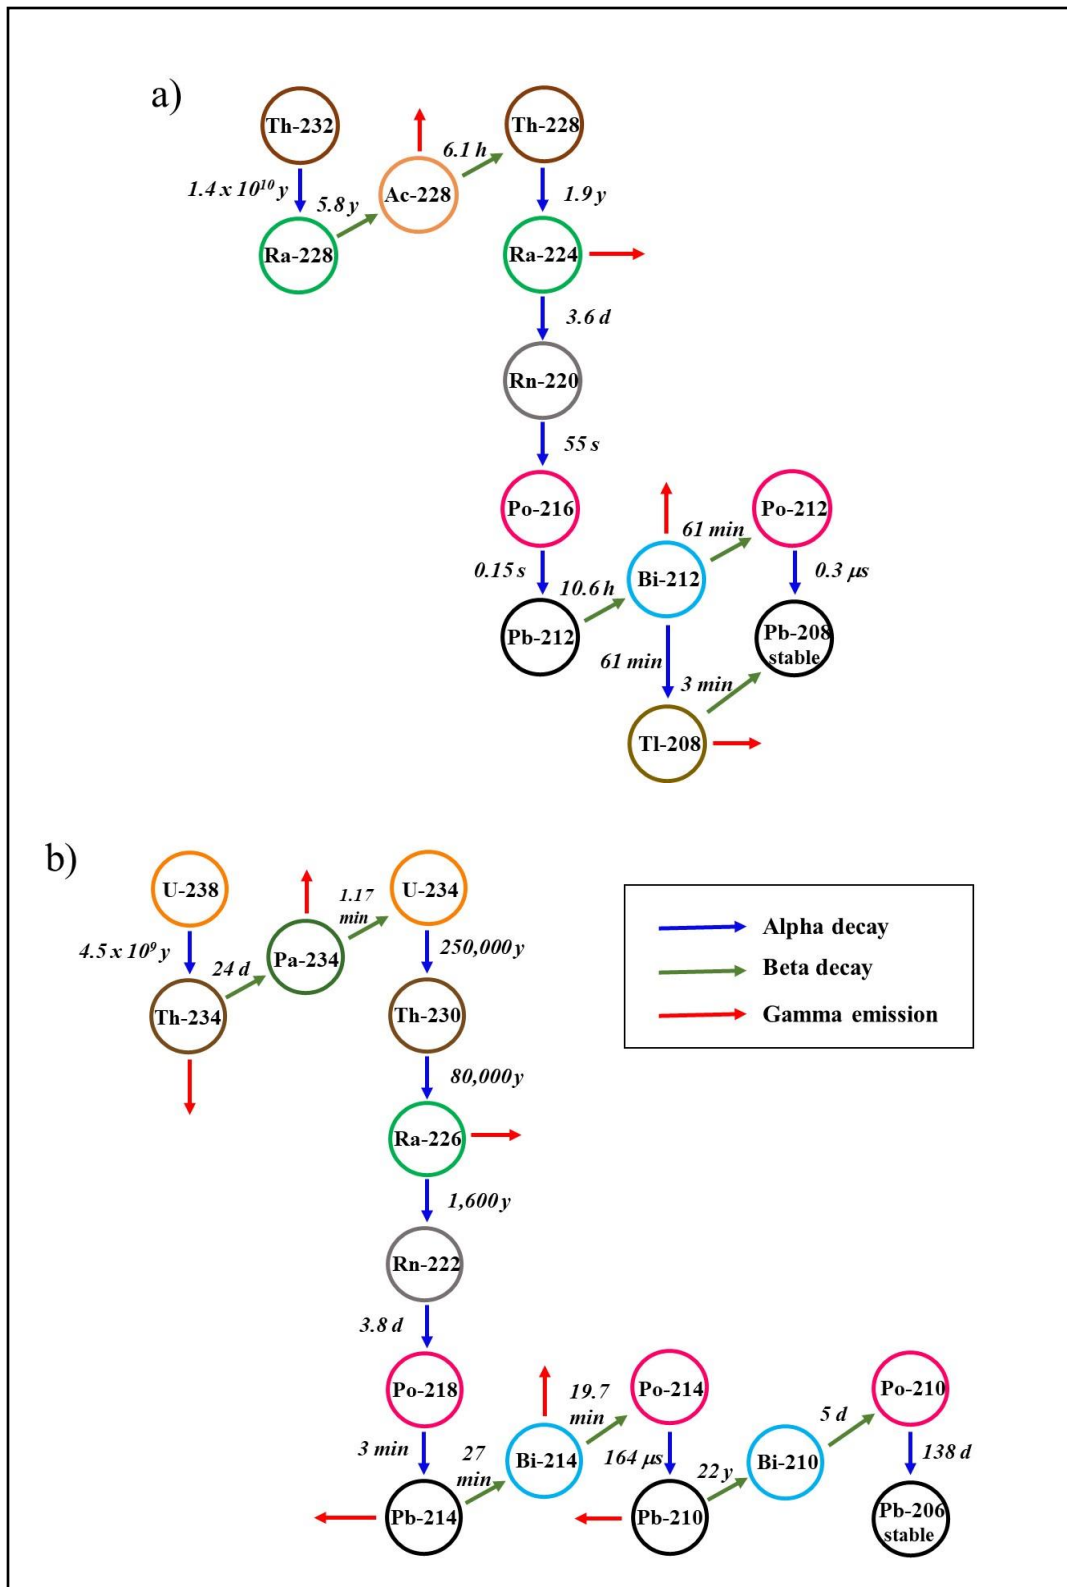 a)
Th-232
Th-228
6.1 h
Ac-228
1.4 x 10¹⁰ y
5.8 y
1.9 y
Ra-228
Ra-224
3.6 d
Rn-220
55 s
Po-216
Po-212
61 min
0.15 s
Bi-212
0.3 μs
10.6 h
Pb-212
Pb-208
stable
61 min
3 min
Tl-208
b)
U-238
1.17
min
U-234
4.5 x 10⁹ y
24 d
Pa-234
250,000 y
Th-234
Th-230
80,000 y
Ra-226
1,600 y
Rn-222
3.8 d
Po-218
19.7
min
Po-214
5 d
Po-210
3 min
27
min
Bi-214
164 μs
22 y
Bi-210
138 d
Pb-214
Pb-210
Pb-206
stable
Alpha decay
Beta decay
Gamma emission